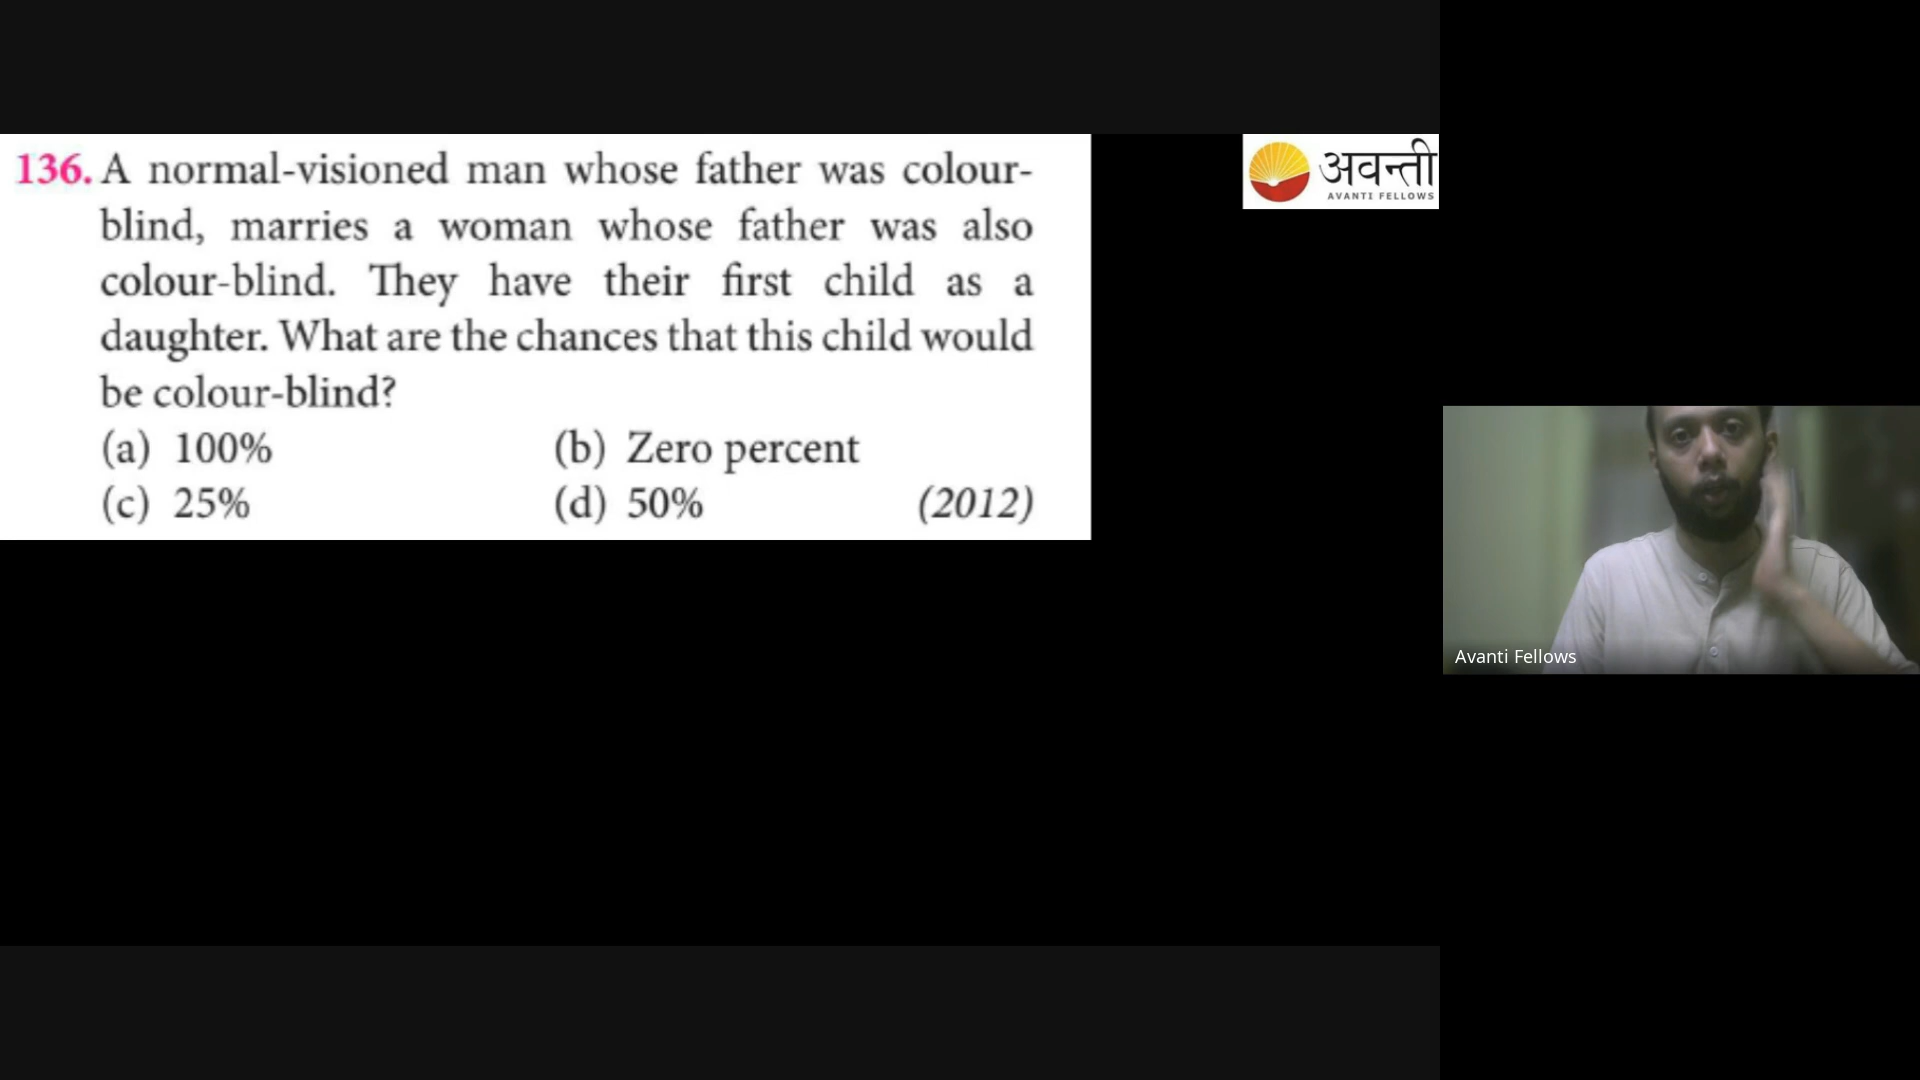 136. A normal-visioned man whose father was colour-
blind, marries a woman whose father was also
colour-blind. They have their first child as a
daughter. What are the chances that this child would
be colour-blind?
(a) 100% (b) Zero percent
(c) 25% (d) 50% (2012)
अवन्ती
AVANTI FELLOWS
Avanti Fellows